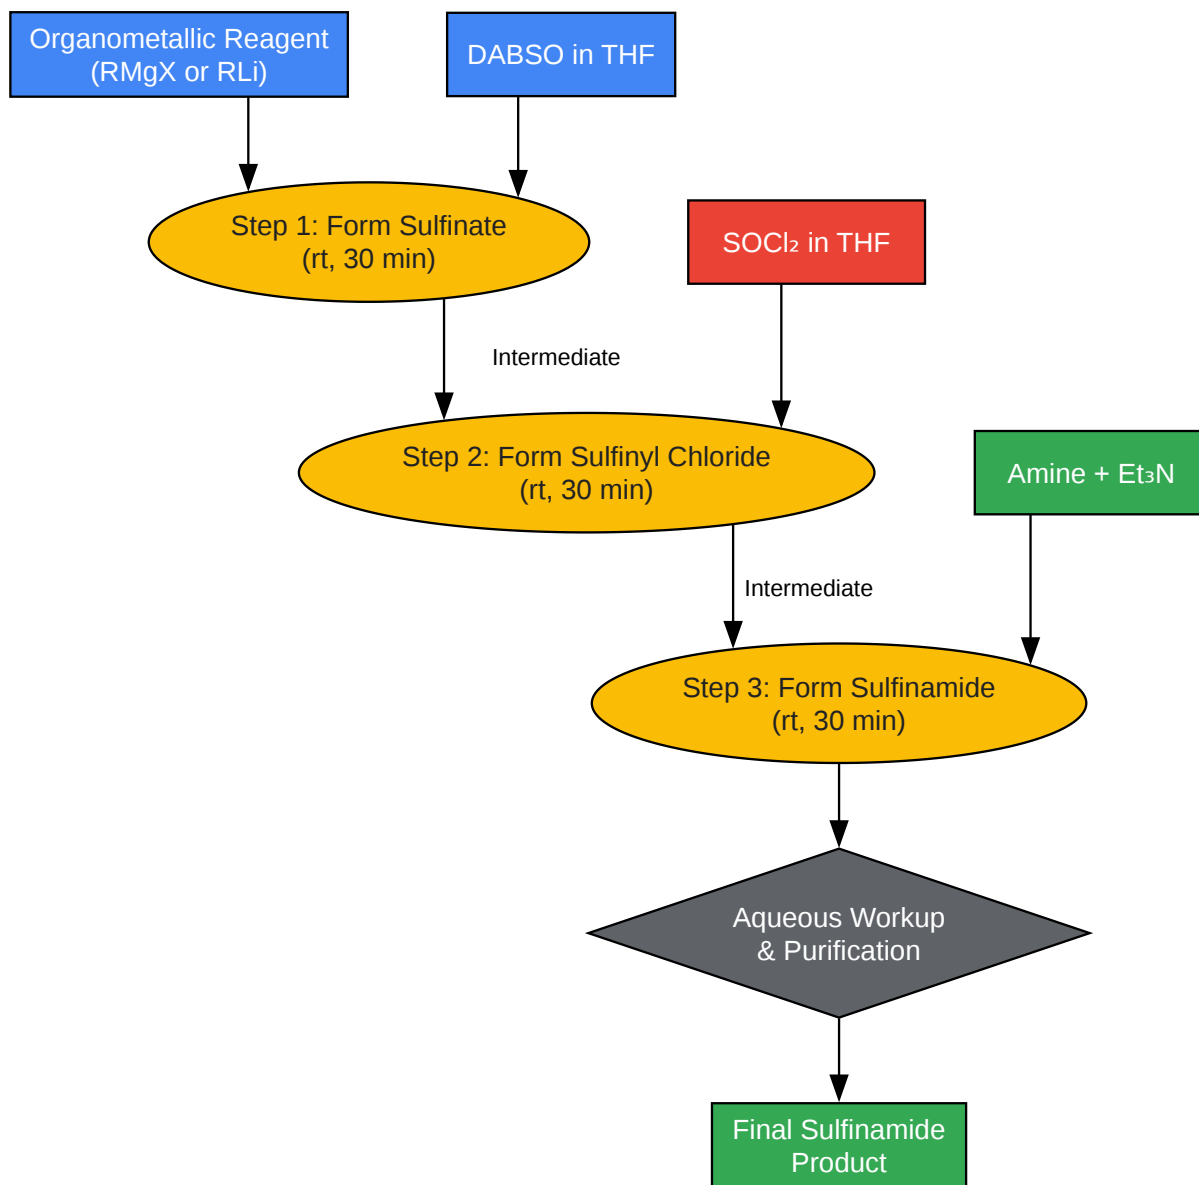 Organometallic Reagent
(RMgX or RLi)
DABSO in THF
Step 1: Form Sulfinate
(rt, 30 min)
SOCl₂ in THF
Intermediate
Step 2: Form Sulfinyl Chloride
(rt, 30 min)
Amine + Et₃N
Intermediate
Step 3: Form Sulfinamide
(rt, 30 min)
Aqueous Workup
& Purification
Final Sulfinamide
Product